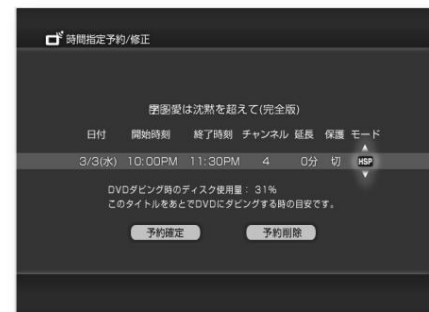 時間指定予約/修正
愛は沈黙を超えて(完全版)
日付 開始時刻 終了時刻 チャンネル 延長 保護 モード
3/3(水) 10:00PM 11:30PM 4 0分 切 HSP
DVDダビング時のディスク使用量: 31%
このタイトルをあとでDVDにダビングする時の目安です。
予約確定 予約削除